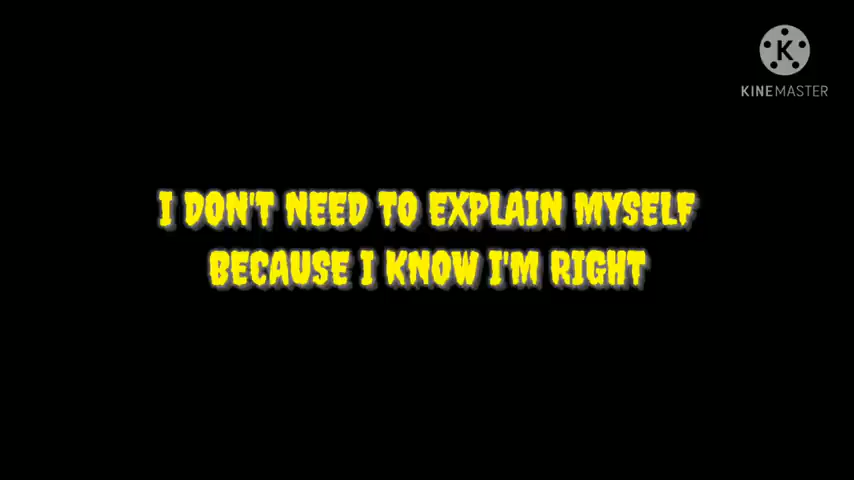 KINEMASTER
I DON'T NEED TO EXPLAIN MYSELF
BECAUSE I KNOW I'M RIGHT